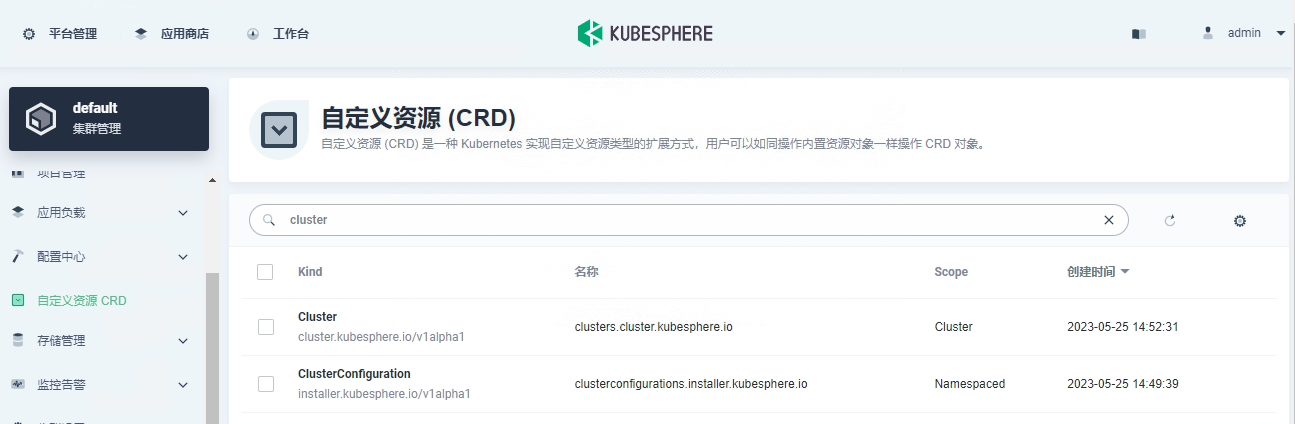 平台管理
应用商店
工作台
KUBESPHERE
admin
default
集群管理
项目管理
应用负载
配置中心
自定义资源 CRD
存储管理
监控告警
自定义资源 (CRD)
自定义资源 (CRD) 是一种 Kubernetes 实现自定义资源类型的扩展方式，用户可以如同操作内置资源对象一样操作 CRD 对象。
cluster
Kind 名称 Scope 创建时间
Cluster
cluster.kubesphere.io/v1alpha1
clusters.cluster.kubesphere.io Cluster 2023-05-25 14:52:31
ClusterConfiguration
installer.kubesphere.io/v1alpha1
clusterconfigurations.installer.kubesphere.io Namespaced 2023-05-25 14:49:39